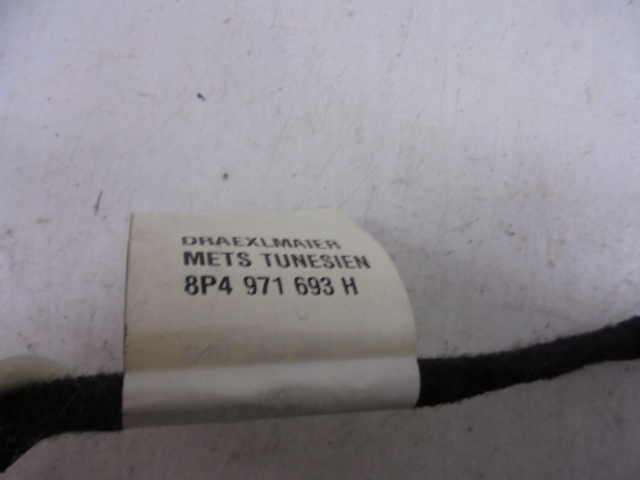 DRAEXLMAIER
METS TUNESIEN
8P4 971 693 H